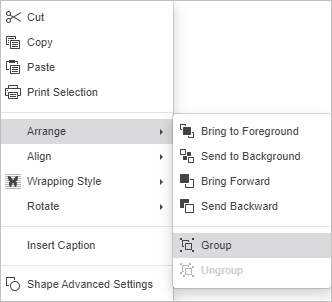 Cut
Copy
Paste
Print Selection
Arrange
Align
Wrapping Style
Rotate
Insert Caption
Shape Advanced Settings
Bring to Foreground
Send to Background
Bring Forward
Send Backward
Group
Ungroup